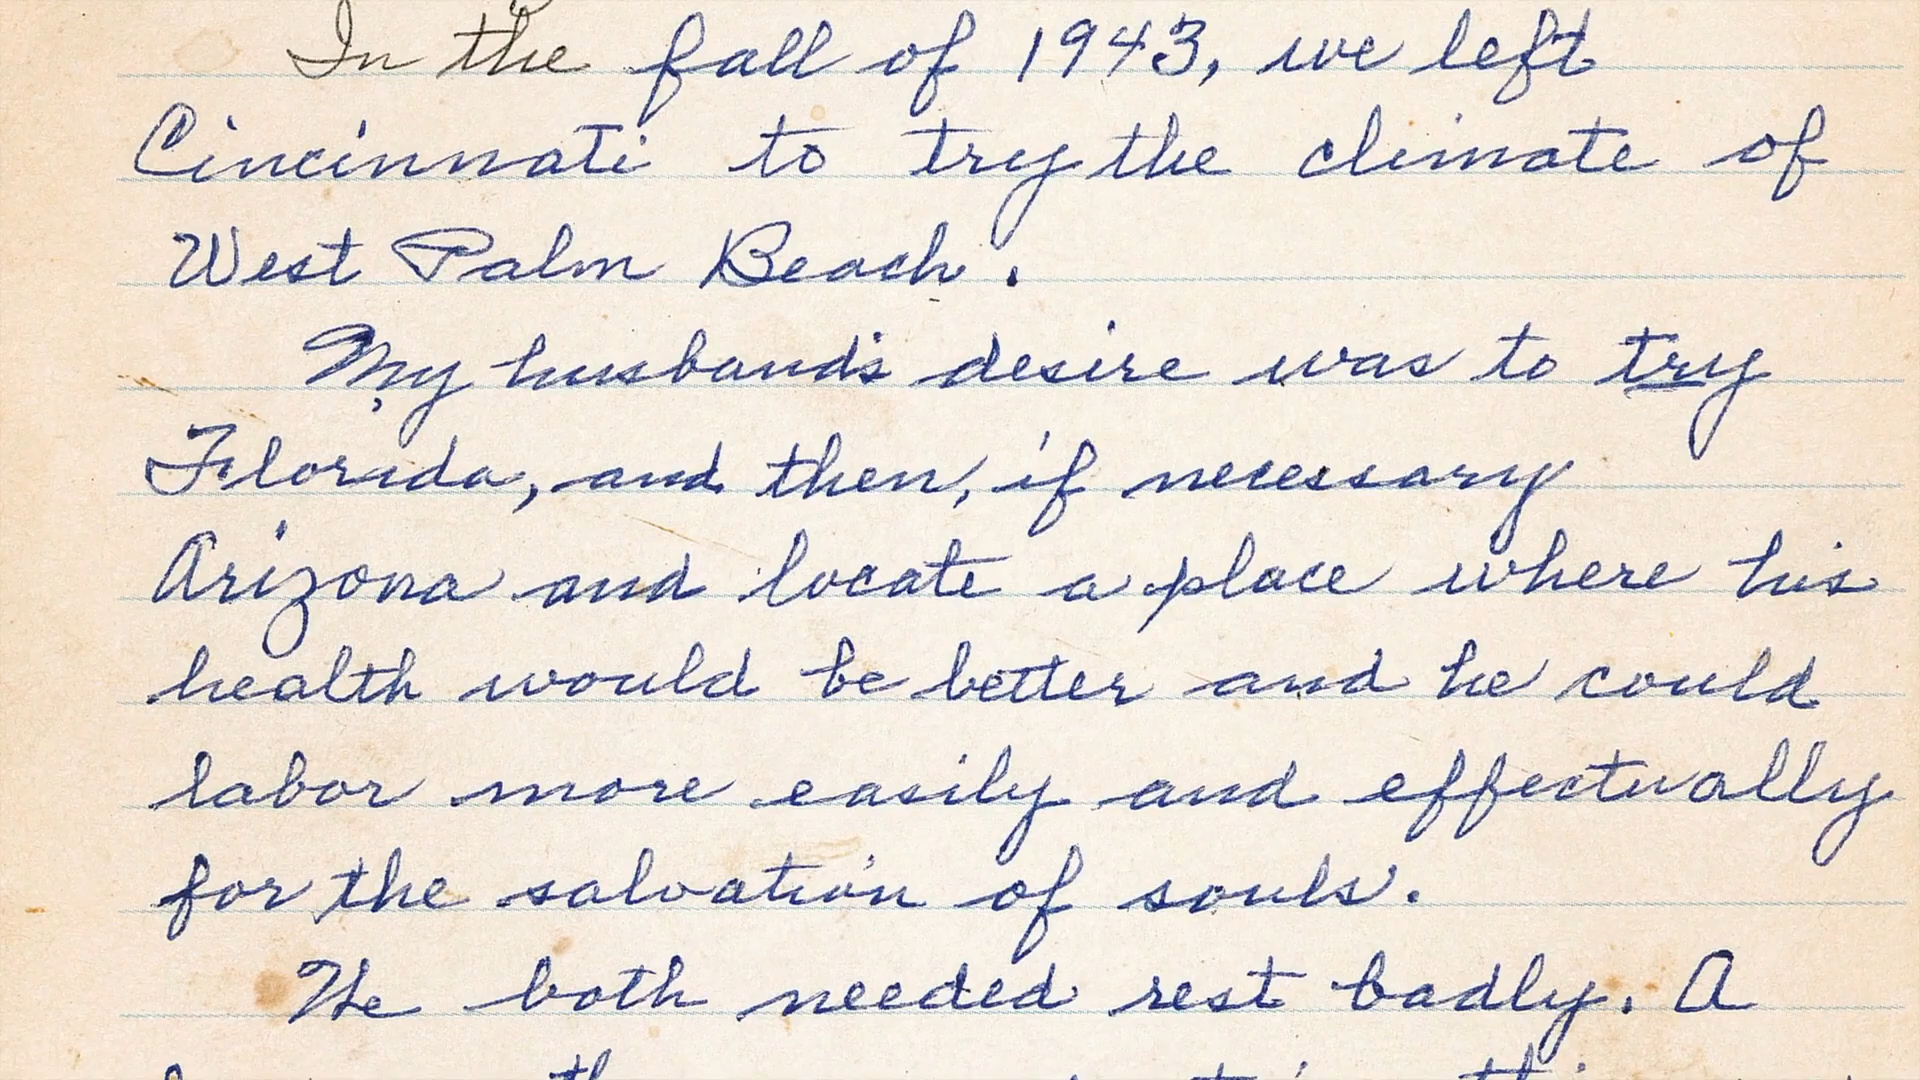 In the fall of 1943, we left
Cincinnati to try the climate of
West Palm Beach.
My husband's desire was to try
Florida, and then, if necessary
Arizona and locate a place where his
health would be better and he could
labor more easily and effectually
for the salvation of souls.
We both needed rest badly. A